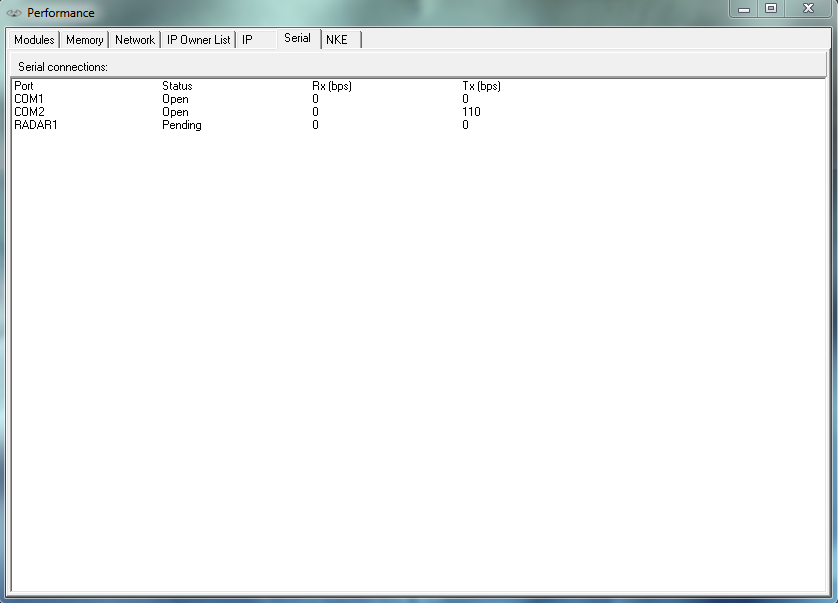 Performance
Modules Memory Network IP Owner List IP Serial NKE
Serial connections:
Port Status Rx (bps) Tx (bps)
COM1 Open 0 0
COM2 Open 0 110
RADAR1 Pending 0 0